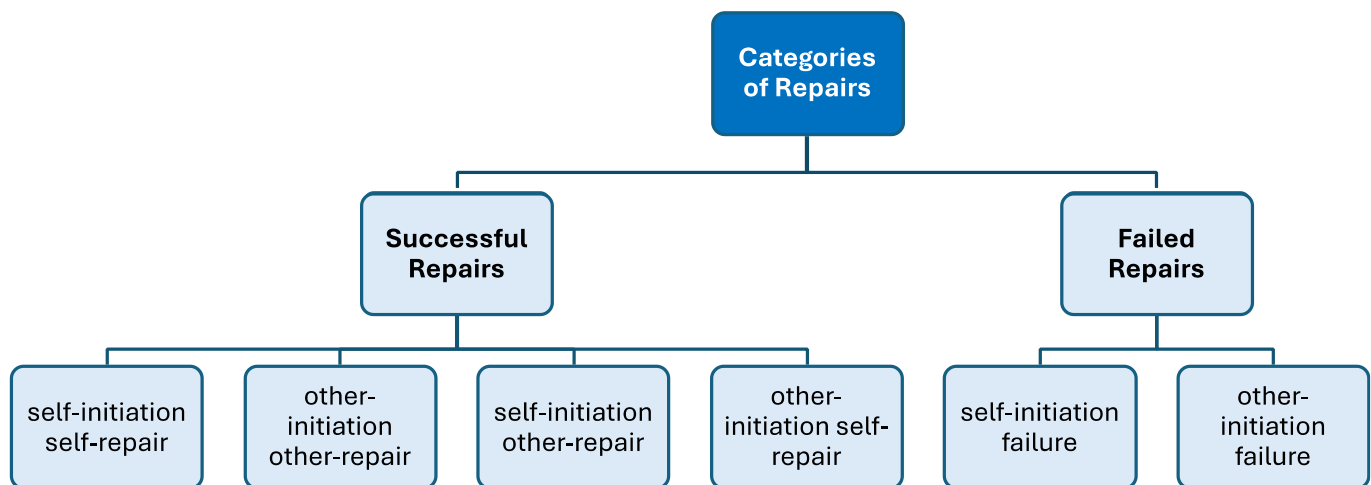 Categories
of Repairs
Successful
Repairs
Failed
Repairs
self-initiation
self-repair
other-
initiation
other-repair
self-initiation
other-repair
other-
initiation self-
repair
self-initiation
failure
other-
initiation
failure